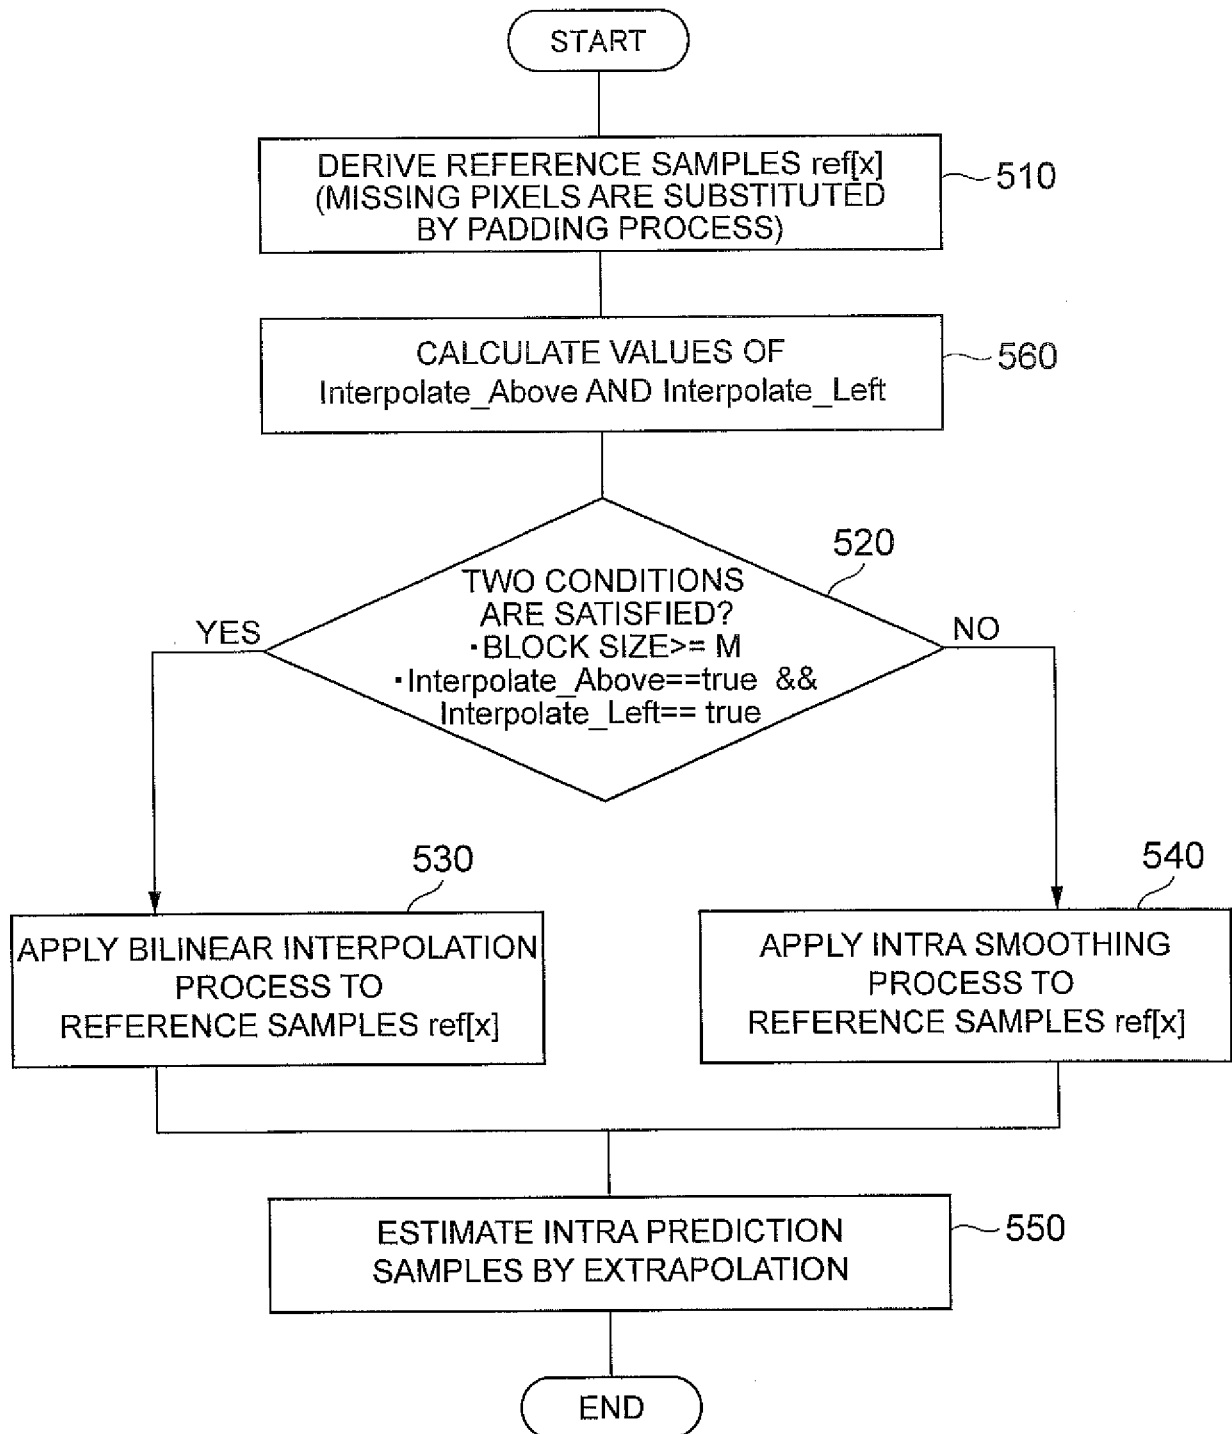 START
DERIVE REFERENCE SAMPLES ref[x]
(MISSING PIXELS ARE SUBSTITUTED
BY PADDING PROCESS)
510
CALCULATE VALUES OF
Interpolate_Above AND Interpolate_Left
560
520
TWO CONDITIONS
ARE SATISFIED?
・BLOCK SIZE>= M
・Interpolate_Above==true &&
Interpolate_Left== true
YES
NO
530
APPLY BILINEAR INTERPOLATION
PROCESS TO
REFERENCE SAMPLES ref[x]
540
APPLY INTRA SMOOTHING
PROCESS TO
REFERENCE SAMPLES ref[x]
ESTIMATE INTRA PREDICTION
SAMPLES BY EXTRAPOLATION
550
END